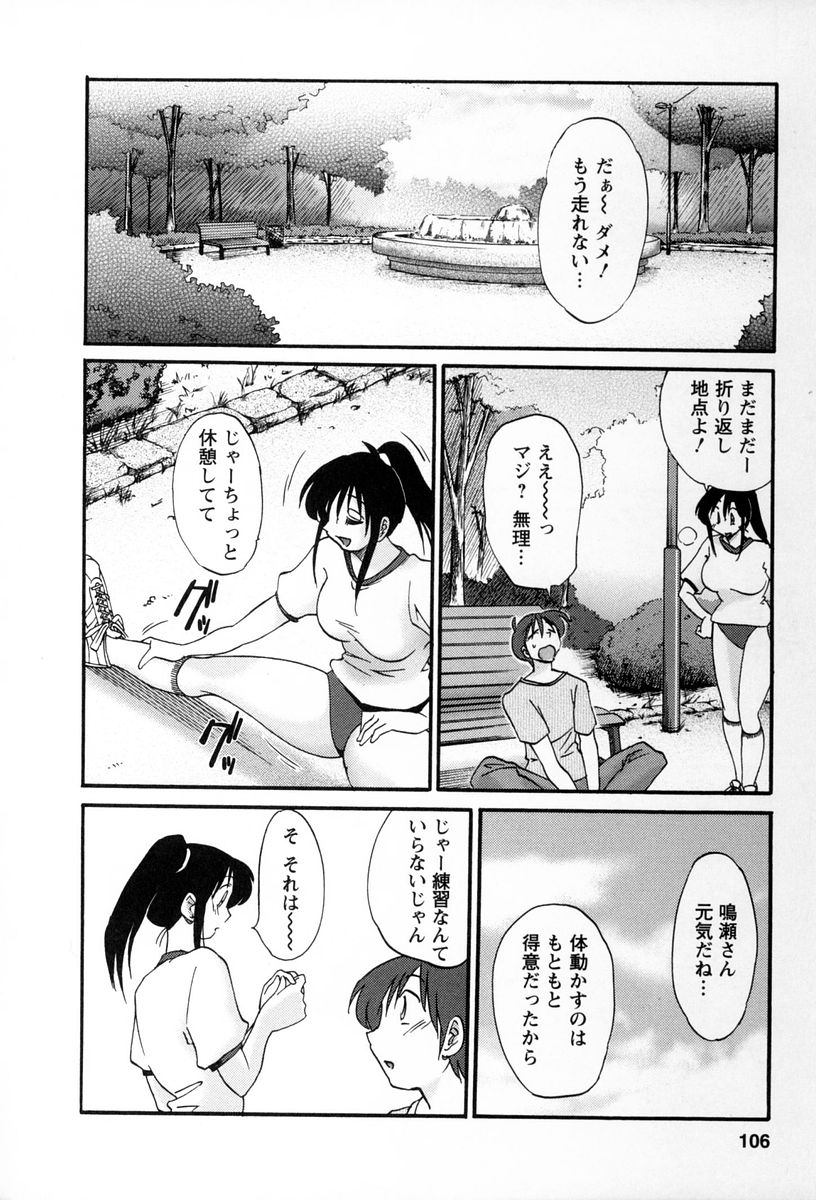 だぁ〜ダメ!
もう走れない…
まだまだー
折り返し
地点よ!
ええ〜〜っ
マジ? 無理…
じゃーちょっと
休憩してて
グッ
グッ
鳴瀬さん
元気だね…
体動かすのは
もともと
得意だったから
じゃー練習なんて
いらないじゃん
そ それは〜〜
106